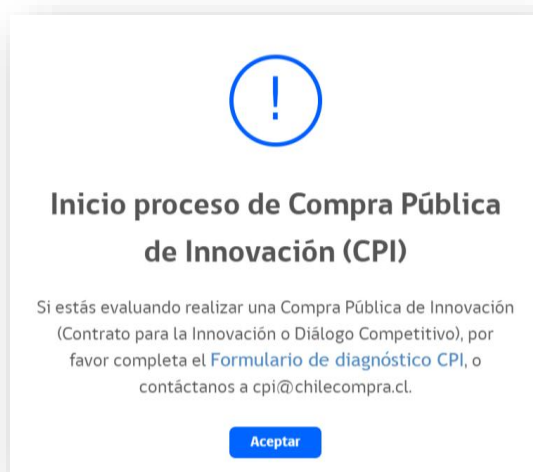 !
Inicio proceso de Compra Pública
de Innovación (CPI)
Si estás evaluando realizar una Compra Pública de Innovación
(Contrato para la Innovación o Diálogo Competitivo), por
favor completa el Formulario de diagnóstico CPI, o
contáctanos a cpi@chilecompra.cl.
Aceptar